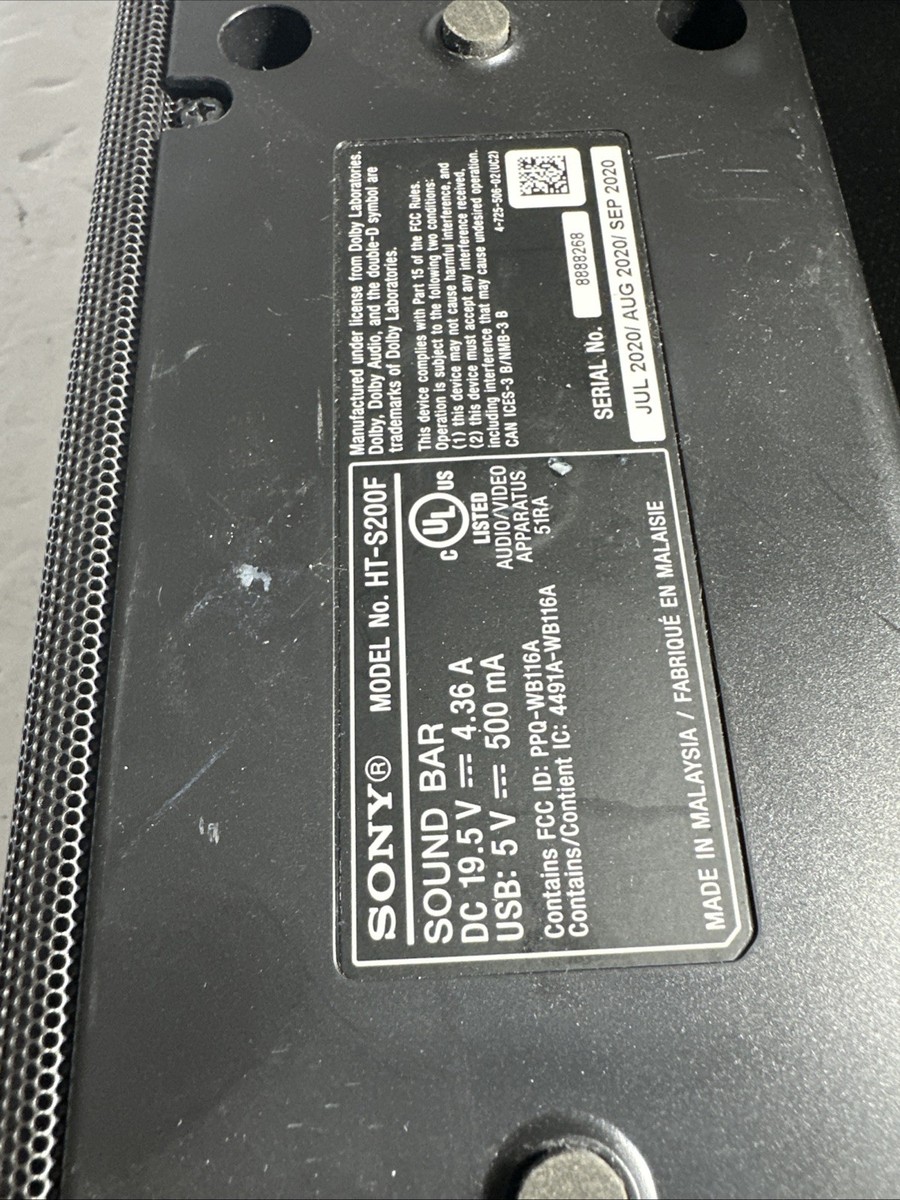 SONY® MODEL No. HT-S200F
SOUND BAR
DC 19.5 V ⎓ 4.36 A
USB: 5 V ⎓ 500 mA
Contains FCC ID: PPQ-WB116A
Contains/Contient IC: 4491A-WB116A
C UL US
LISTED
AUDIO/VIDEO
APPARATUS
51RA
MADE IN MALAYSIA / FABRIQUÉ EN MALAISIE
Manufactured under license from Dolby Laboratories.
Dolby, Dolby Audio, and the double-D symbol are
trademarks of Dolby Laboratories.
This device complies with Part 15 of the FCC Rules.
Operation is subject to the following two conditions:
(1) this device may not cause harmful interference, and
(2) this device must accept any interference received,
including interference that may cause undesired operation.
CAN ICES-3 B/NMB-3 B
4-725-506-02(UC2)
SERIAL No. 8888268
JUL 2020/ AUG 2020/ SEP 2020